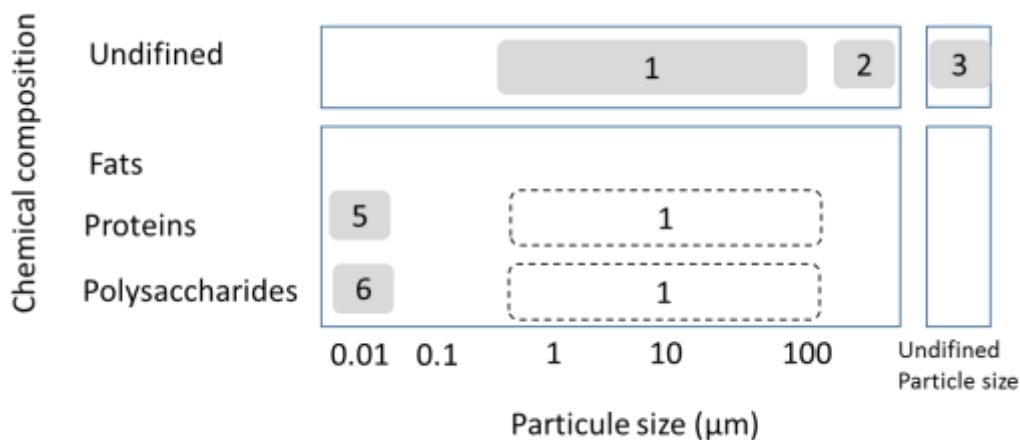 Chemical composition
Undifined
1
2
3
Fats
Proteins
5
1
Polysaccharides
6
1
0.01
0.1
1
10
100
Undifined
Particle size
Particule size (µm)